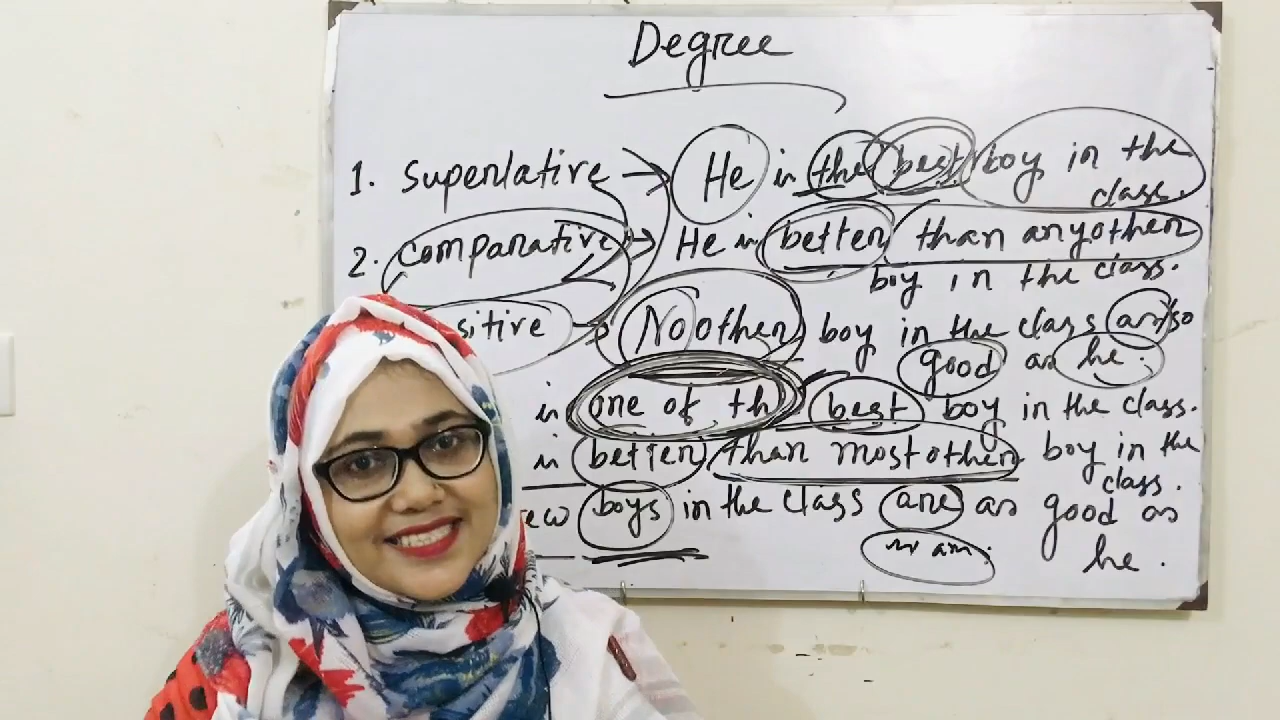 Degree
1. Superlative → He is the best boy in the
class.
2. comparative → He is better than anyother
boy in the class.
sitive → No other boy in the class as/so
good as he.
is one of th best boy in the class.
is better than most other boy in the
class.
ew boys in the class are as good as
he.